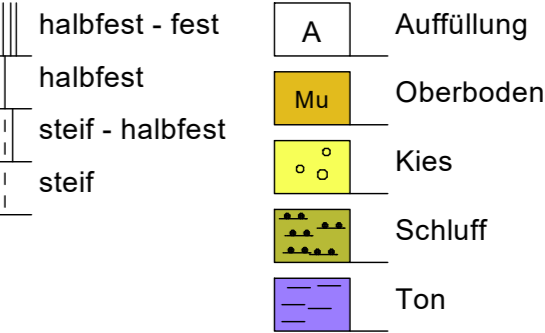 halbfest - fest
halbfest
steif - halbfest
steif
A Auffüllung
Mu Oberboden
Kies
Schluff
Ton